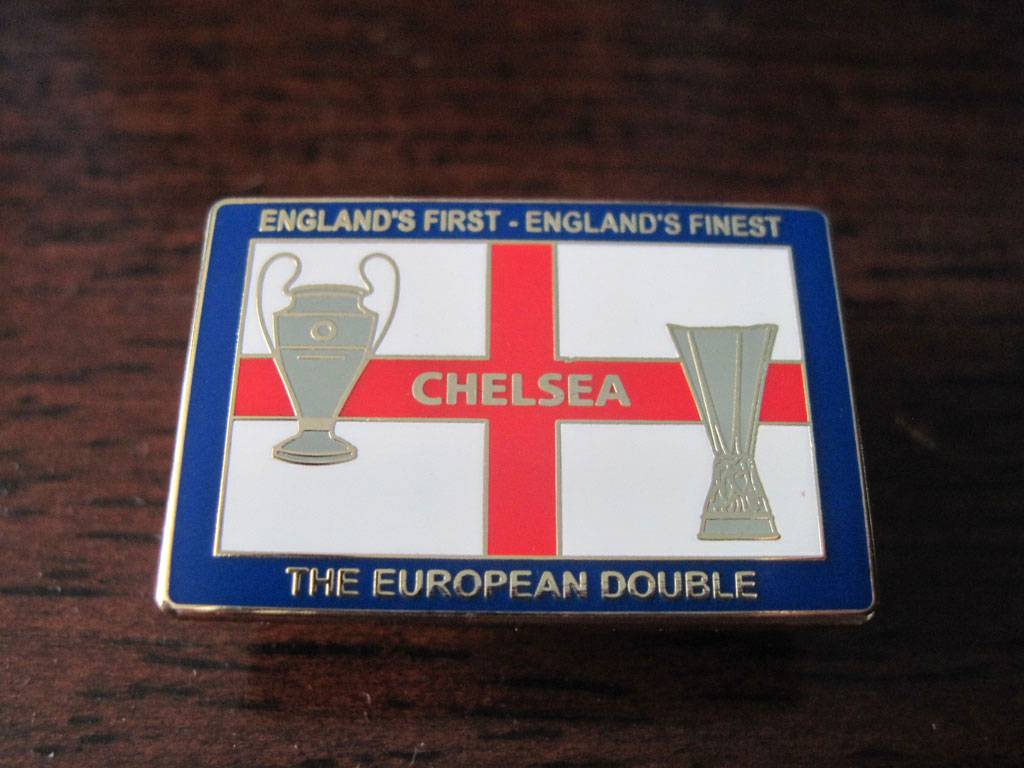 ENGLAND'S FIRST - ENGLAND'S FINEST
CHELSEA
THE EUROPEAN DOUBLE